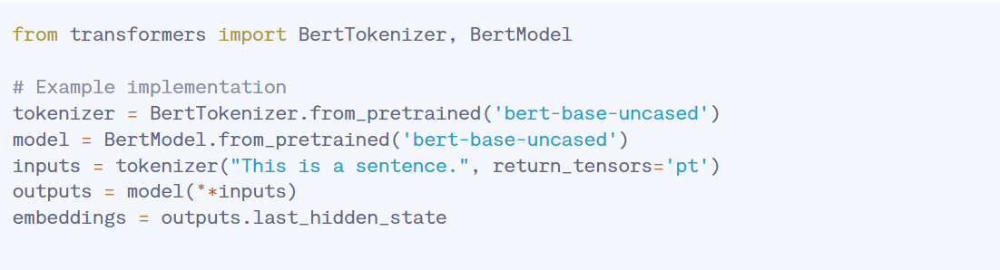 from transformers import BertTokenizer, BertModel
# Example implementation
tokenizer = BertTokenizer.from_pretrained('bert-base-uncased')
model = BertModel.from_pretrained('bert-base-uncased')
inputs = tokenizer("This is a sentence.", return_tensors='pt')
outputs = model(**inputs)
embeddings = outputs.last_hidden_state